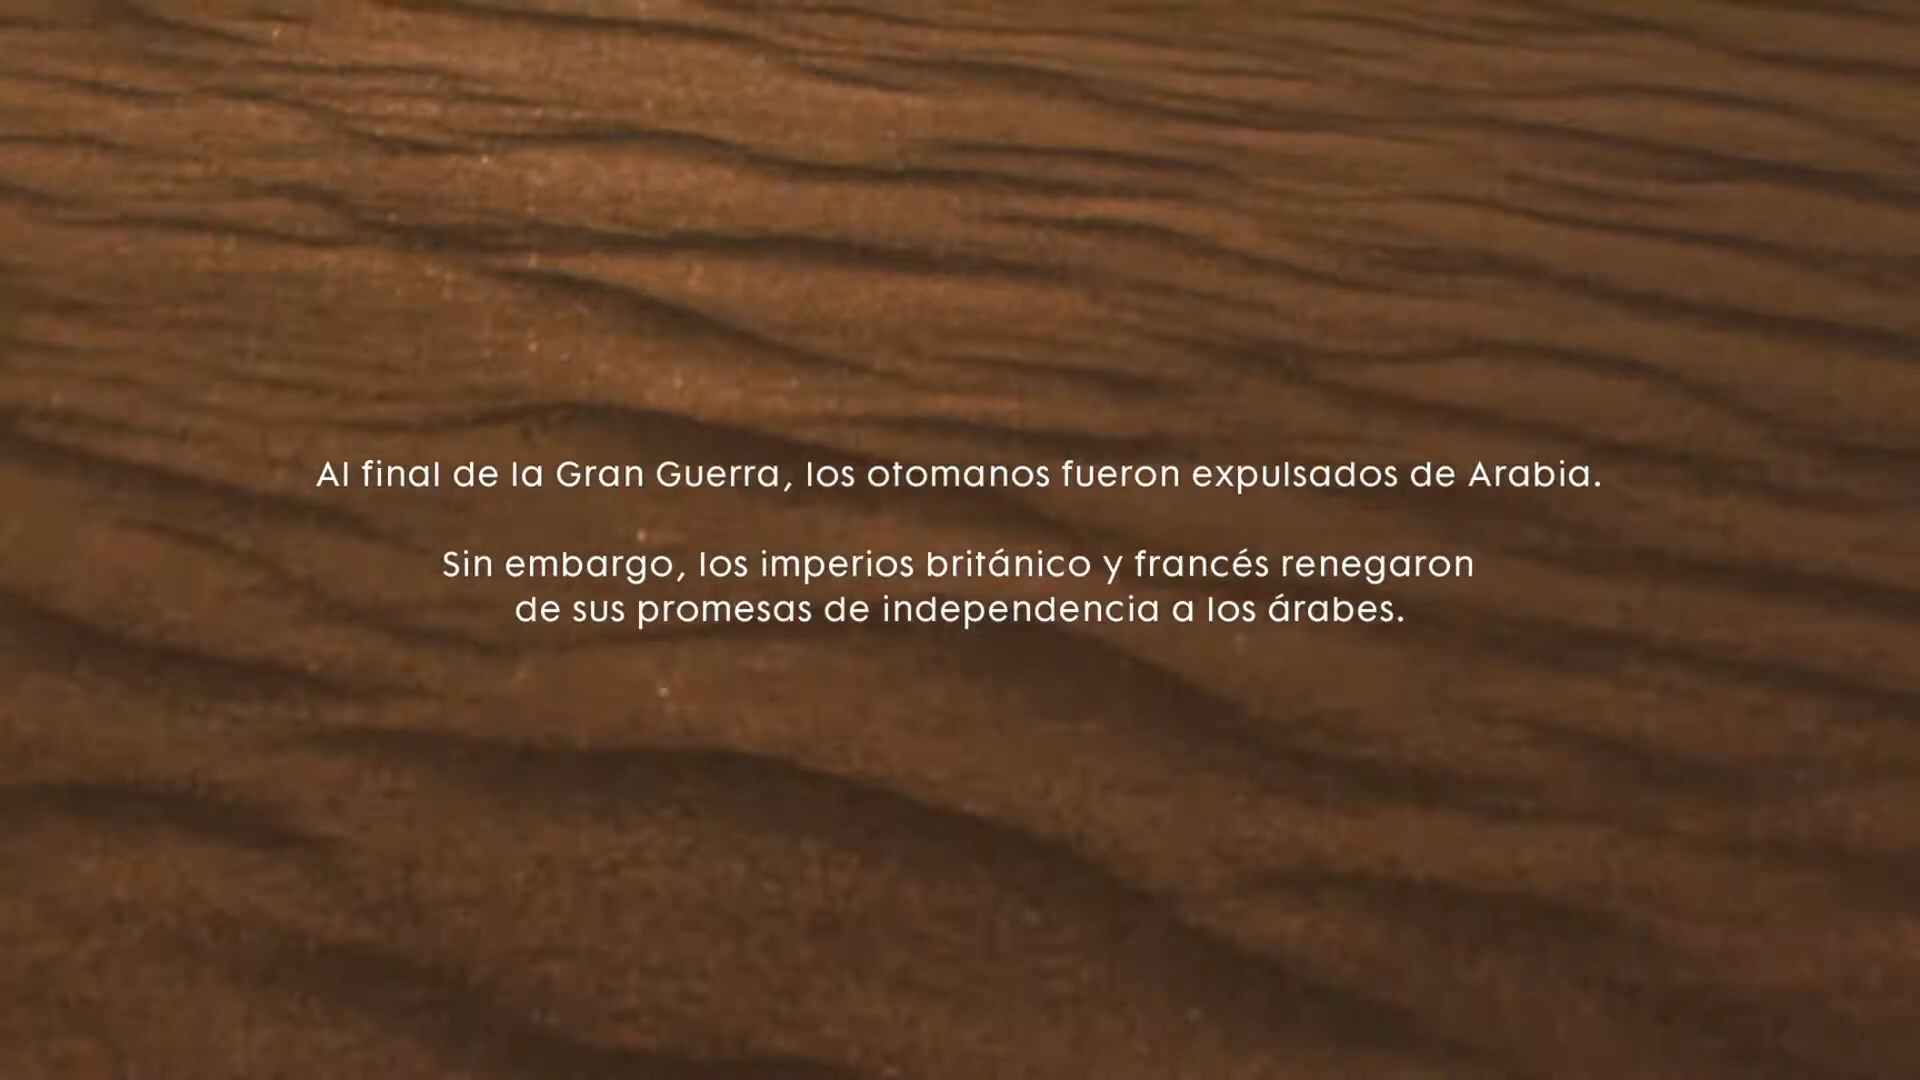 Al final de la Gran Guerra, los otomanos fueron expulsados de Arabia.
Sin embargo, los imperios británico y francés renegaron
de sus promesas de independencia a los árabes.